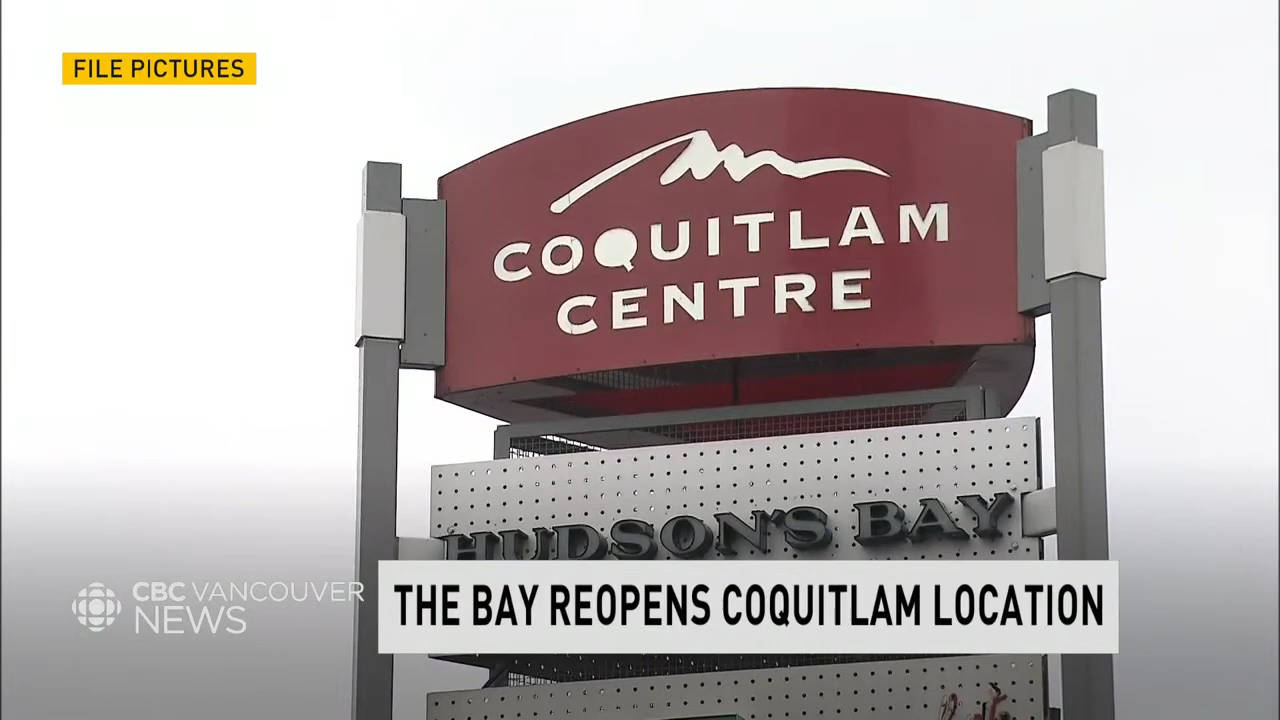 FILE PICTURES
COQUITLAM
CENTRE
HUDSON'S BAY
CBC VANCOUVER
NEWS
THE BAY REOPENS COQUITLAM LOCATION